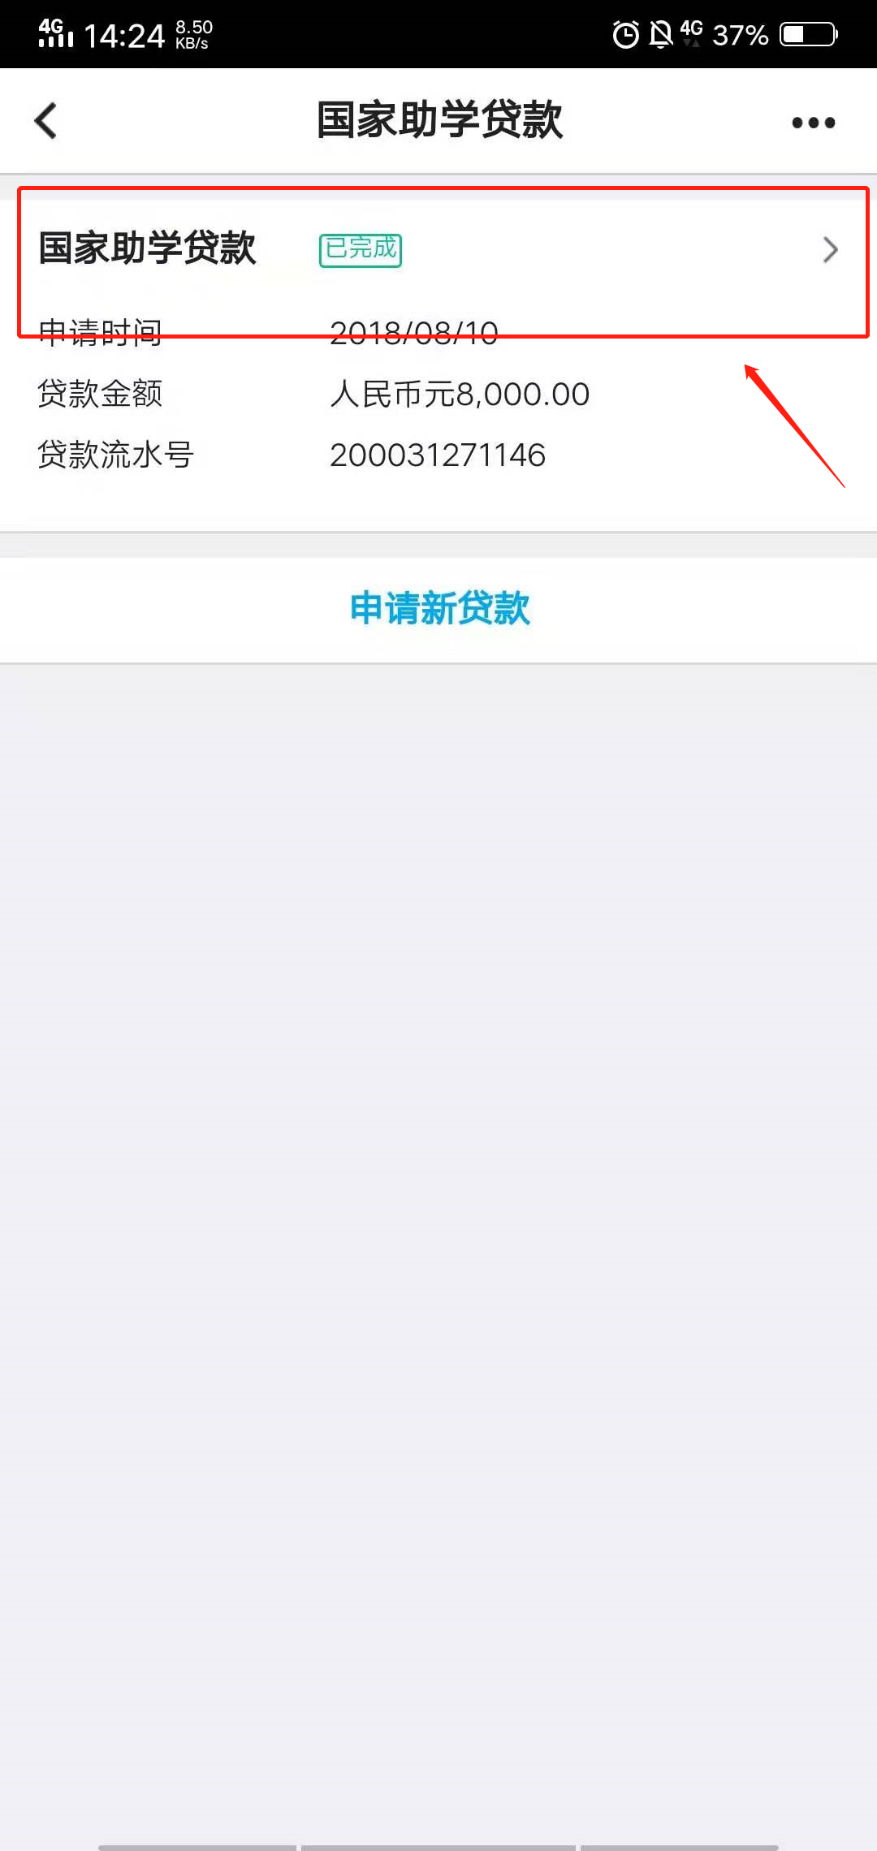 4G 14:24 8.50 KB/s 4G 37%
国家助学贷款
国家助学贷款 已完成
申请时间 2018/08/10
贷款金额 人民币元8,000.00
贷款流水号 200031271146
申请新贷款